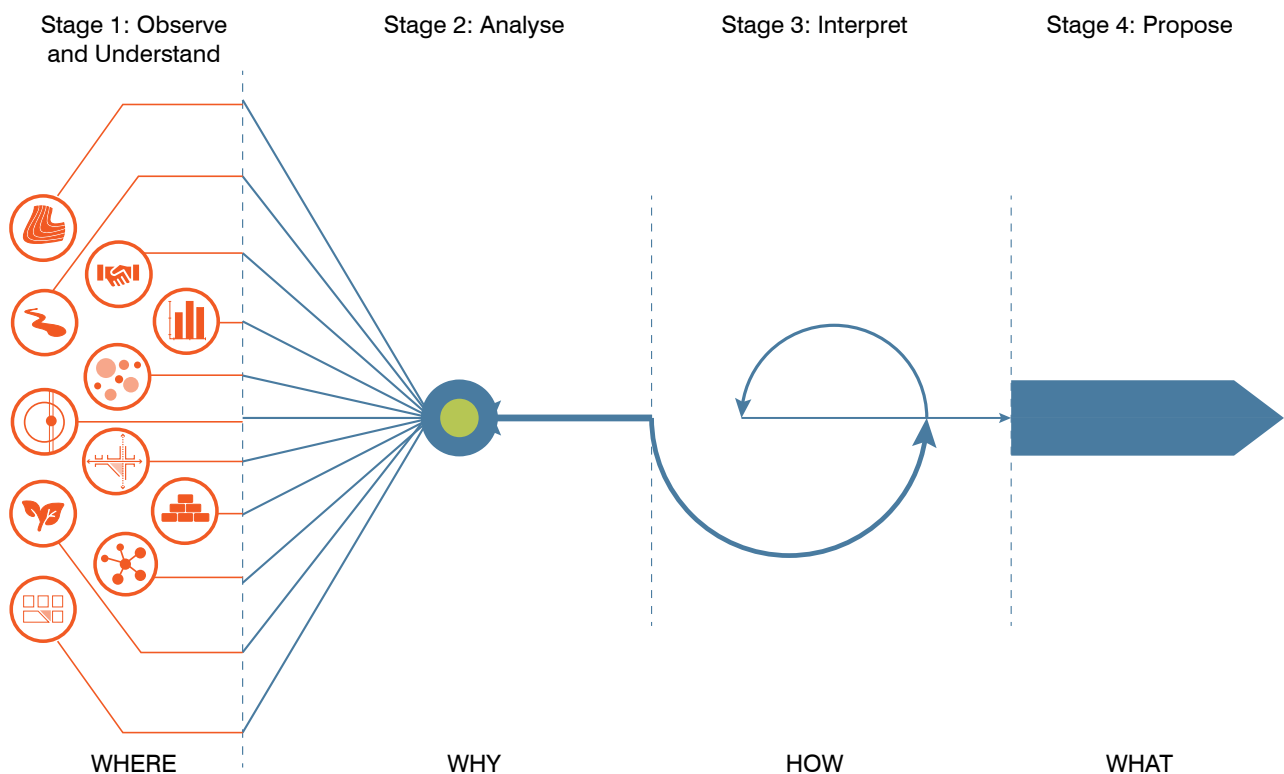 Stage 1: Observe
and Understand
Stage 2: Analyse
Stage 3: Interpret
Stage 4: Propose
WHERE
WHY
HOW
WHAT